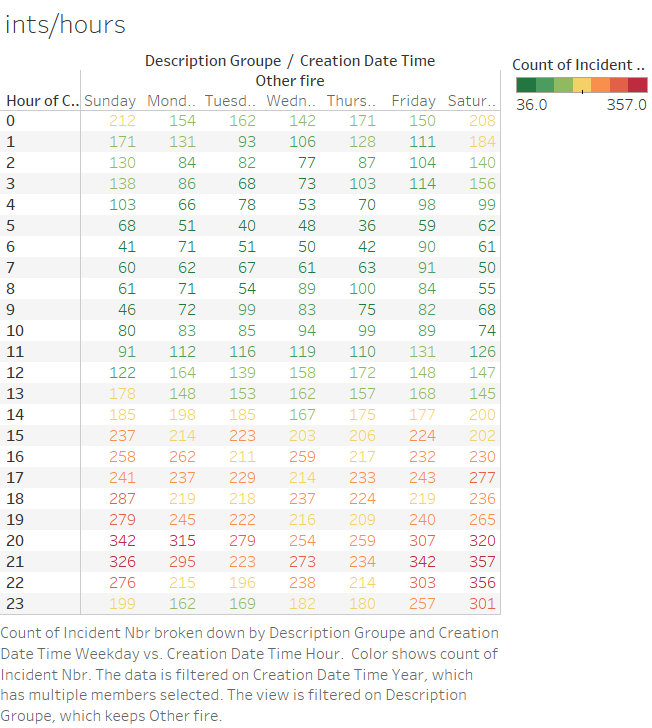 ints/hours
Description Groupe / Creation Date Time
Count of Incident ..
Other fire
Hour of C.. Sunday Mond.. Tuesd.. Wedn.. Thurs.. Friday Satur..
36.0 357.0
0 212 154 162 142 171 150 208
1 171 131 93 106 128 111 184
2 130 84 82 77 87 104 140
3 138 86 68 73 103 114 156
4 103 66 78 53 70 98 99
5 68 51 40 48 36 59 62
6 41 71 51 50 42 90 61
7 60 62 67 61 63 91 50
8 61 71 54 89 100 84 55
9 46 72 99 83 75 82 68
10 80 83 85 94 99 89 74
11 91 112 116 119 110 131 126
12 122 164 139 158 172 148 147
13 178 148 153 162 157 168 145
14 185 198 185 167 175 177 200
15 237 214 223 203 206 224 202
16 258 262 211 259 217 232 230
17 241 237 229 214 233 243 277
18 287 219 218 237 224 219 236
19 279 245 222 216 209 240 265
20 342 315 279 254 259 307 320
21 326 295 223 273 234 342 357
22 276 215 196 238 214 303 356
23 199 162 169 182 180 257 301
Count of Incident Nbr broken down by Description Groupe and Creation
Date Time Weekday vs. Creation Date Time Hour. Color shows count of
Incident Nbr. The data is filtered on Creation Date Time Year, which
has multiple members selected. The view is filtered on Description
Groupe, which keeps Other fire.